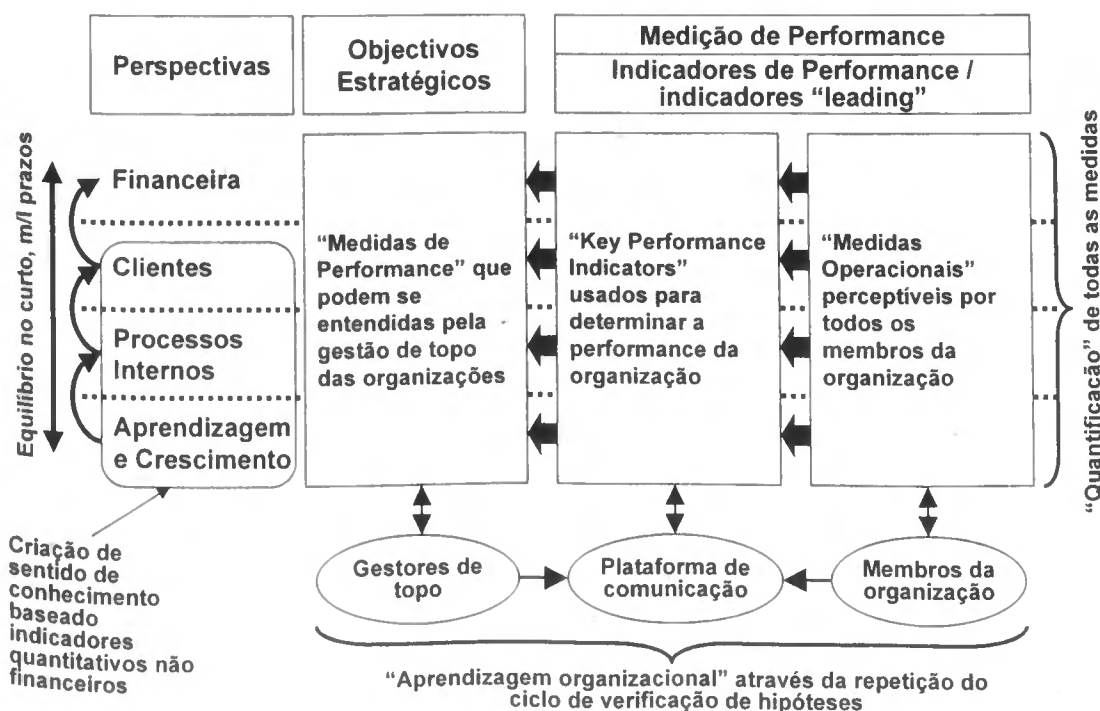 Perspectivas
Objectivos
Estratégicos
Medição de Performance
Indicadores de Performance /
indicadores “leading”
Equilíbrio no curto, m/l prazos
Financeira
Clientes
Processos
Internos
Aprendizagem
e Crescimento
“Medidas de
Performance” que
podem se
entendidas pela
gestão de topo
das organizações
“Key Performance
Indicators”
usados para
determinar a
performance da
organização
“Medidas
Operacionais”
perceptíveis por
todos os
membros da
organização
“Quantificação” de todas as medidas
Criação de
sentido de
conhecimento
baseado
indicadores
quantitativos não
financeiros
Gestores de
topo
Plataforma de
comunicação
Membros da
organização
“Aprendizagem organizacional” através da repetição do
ciclo de verificação de hipóteses